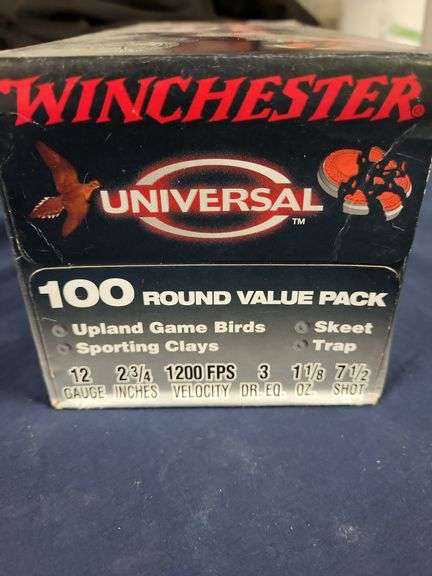 WINCHESTER®
UNIVERSAL™
100 ROUND VALUE PACK
Upland Game Birds Skeet
Sporting Clays Trap
12 2 3/4 1200 FPS 3 1 1/8 7 1/2
GAUGE INCHES VELOCITY DR. EQ. OZ. SHOT